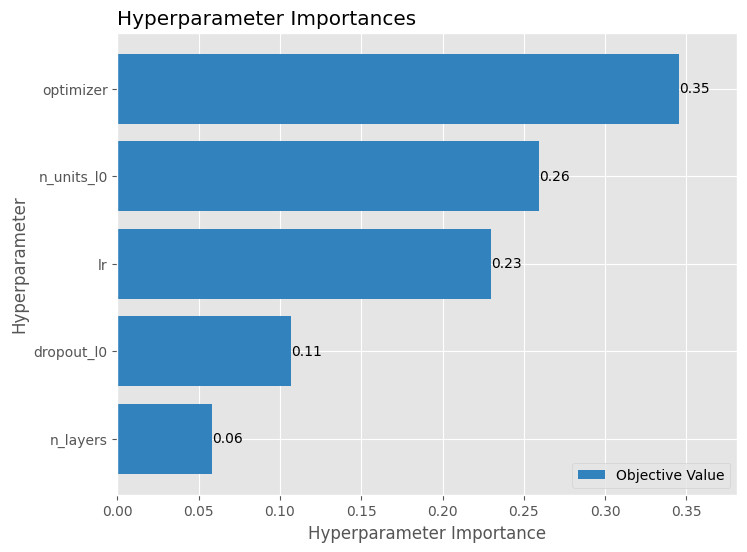 Hyperparameter Importances
Hyperparameter
optimizer
0.35
n_units_l0
0.26
lr
0.23
dropout_l0
0.11
n_layers
0.06
Objective Value
0.00 0.05 0.10 0.15 0.20 0.25 0.30 0.35
Hyperparameter Importance